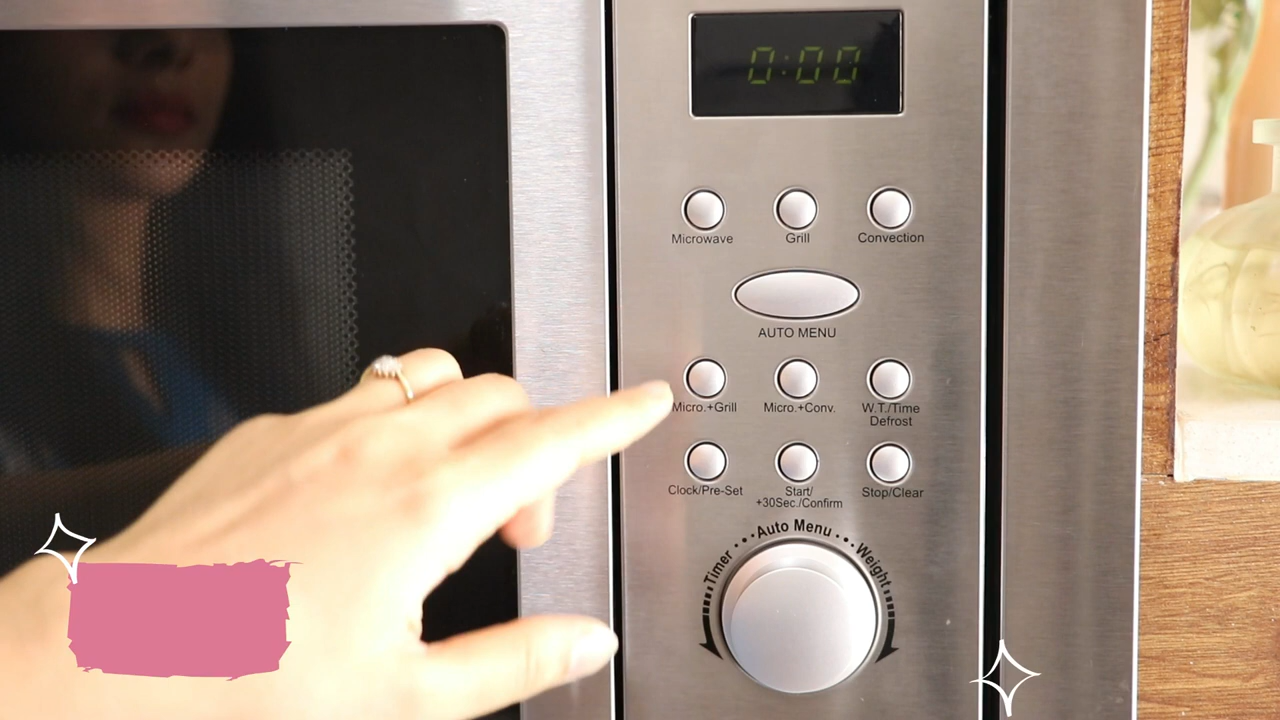 0:00
Microwave Grill Convection
AUTO MENU
Micro.+Grill Micro.+Conv. W.T./Time
Defrost
Clock/Pre-Set Start/ Stop/Clear
+30Sec./Confirm
Timer ••• Auto Menu ••• Weight